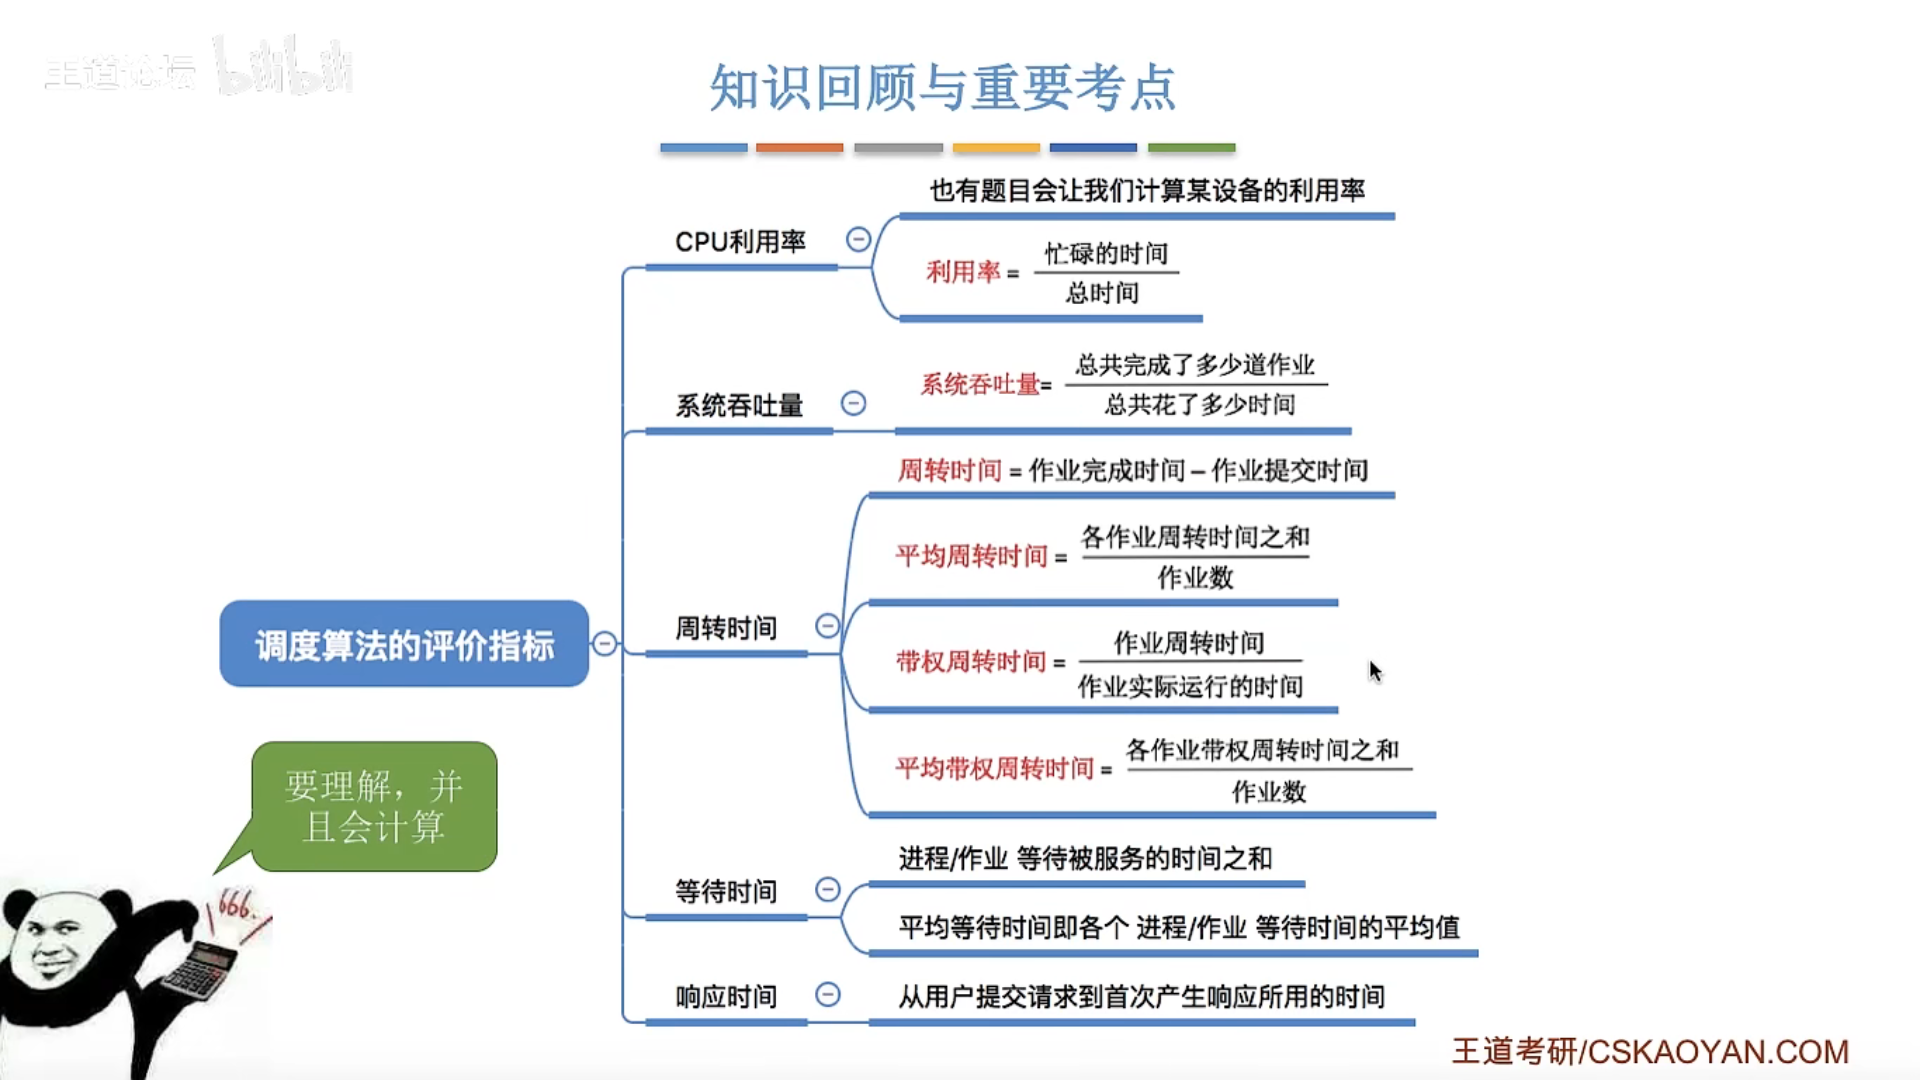 王道论坛 bilibili
知识回顾与重要考点
也有题目会让我们计算某设备的利用率
CPU利用率
利用率 = 忙碌的时间
总时间
系统吞吐量
系统吞吐量= 总共完成了多少道作业
总共花了多少时间
周转时间 = 作业完成时间 – 作业提交时间
平均周转时间 = 各作业周转时间之和
作业数
周转时间
调度算法的评价指标
带权周转时间 = 作业周转时间
作业实际运行的时间
平均带权周转时间 = 各作业带权周转时间之和
作业数
要理解，并
且会计算
进程/作业 等待被服务的时间之和
等待时间
平均等待时间即各个 进程/作业 等待时间的平均值
666.
响应时间
从用户提交请求到首次产生响应所用的时间
王道考研/CSKAOYAN.COM